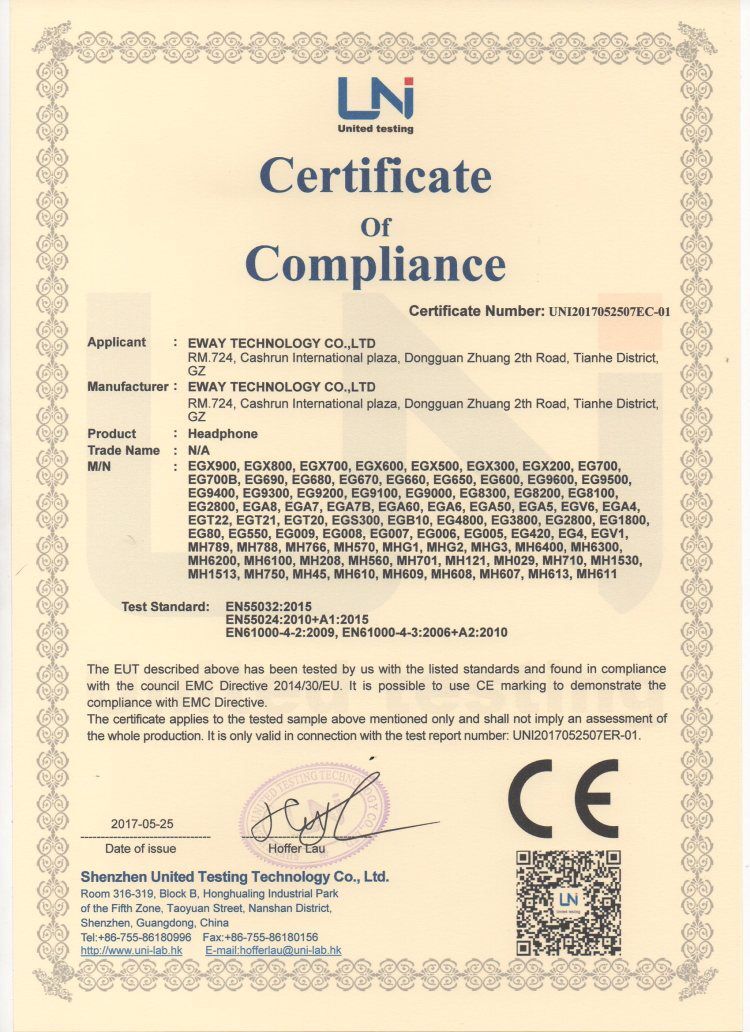 UNi
United testing
Certificate
Of
Compliance
Certificate Number: UNI2017052507EC-01
Applicant : EWAY TECHNOLOGY CO.,LTD
RM.724, Cashrun International plaza, Dongguan Zhuang 2th Road, Tianhe District,
GZ
Manufacturer : EWAY TECHNOLOGY CO.,LTD
RM.724, Cashrun International plaza, Dongguan Zhuang 2th Road, Tianhe District,
GZ
Product : Headphone
Trade Name : N/A
M/N : EGX900, EGX800, EGX700, EGX600, EGX500, EGX300, EGX200, EG700,
EG700B, EG690, EG680, EG670, EG660, EG650, EG600, EG9600, EG9500,
EG9400, EG9300, EG9200, EG9100, EG9000, EG8300, EG8200, EG8100,
EG2800, EGA8, EGA7, EGA7B, EGA60, EGA6, EGA50, EGA5, EGV6, EGA4,
EGT22, EGT21, EGT20, EGS300, EGB10, EG4800, EG3800, EG2800, EG1800,
EG80, EG550, EG009, EG008, EG007, EG006, EG005, EG420, EG4, EGV1,
MH789, MH788, MH766, MH570, MHG1, MHG2, MHG3, MH6400, MH6300,
MH6200, MH6100, MH208, MH560, MH701, MH121, MH029, MH710, MH1530,
MH1513, MH750, MH45, MH610, MH609, MH608, MH607, MH613, MH611
Test Standard: EN55032:2015
EN55024:2010+A1:2015
EN61000-4-2:2009, EN61000-4-3:2006+A2:2010
The EUT described above has been tested by us with the listed standards and found in compliance
with the council EMC Directive 2014/30/EU. It is possible to use CE marking to demonstrate the
compliance with EMC Directive.
The certificate applies to the tested sample above mentioned only and shall not imply an assessment of
the whole production. It is only valid in connection with the test report number: UNI2017052507ER-01.
2017-05-25
Date of issue
Hoffer Lau
CE
Shenzhen United Testing Technology Co., Ltd.
Room 316-319, Block B, Honghualing Industrial Park
of the Fifth Zone, Taoyuan Street, Nanshan District,
Shenzhen, Guangdong, China
Tel:+86-755-86180996 Fax:+86-755-86180156
http://www.uni-lab.hk E-mail:hofferlau@uni-lab.hk
UNi
United testing